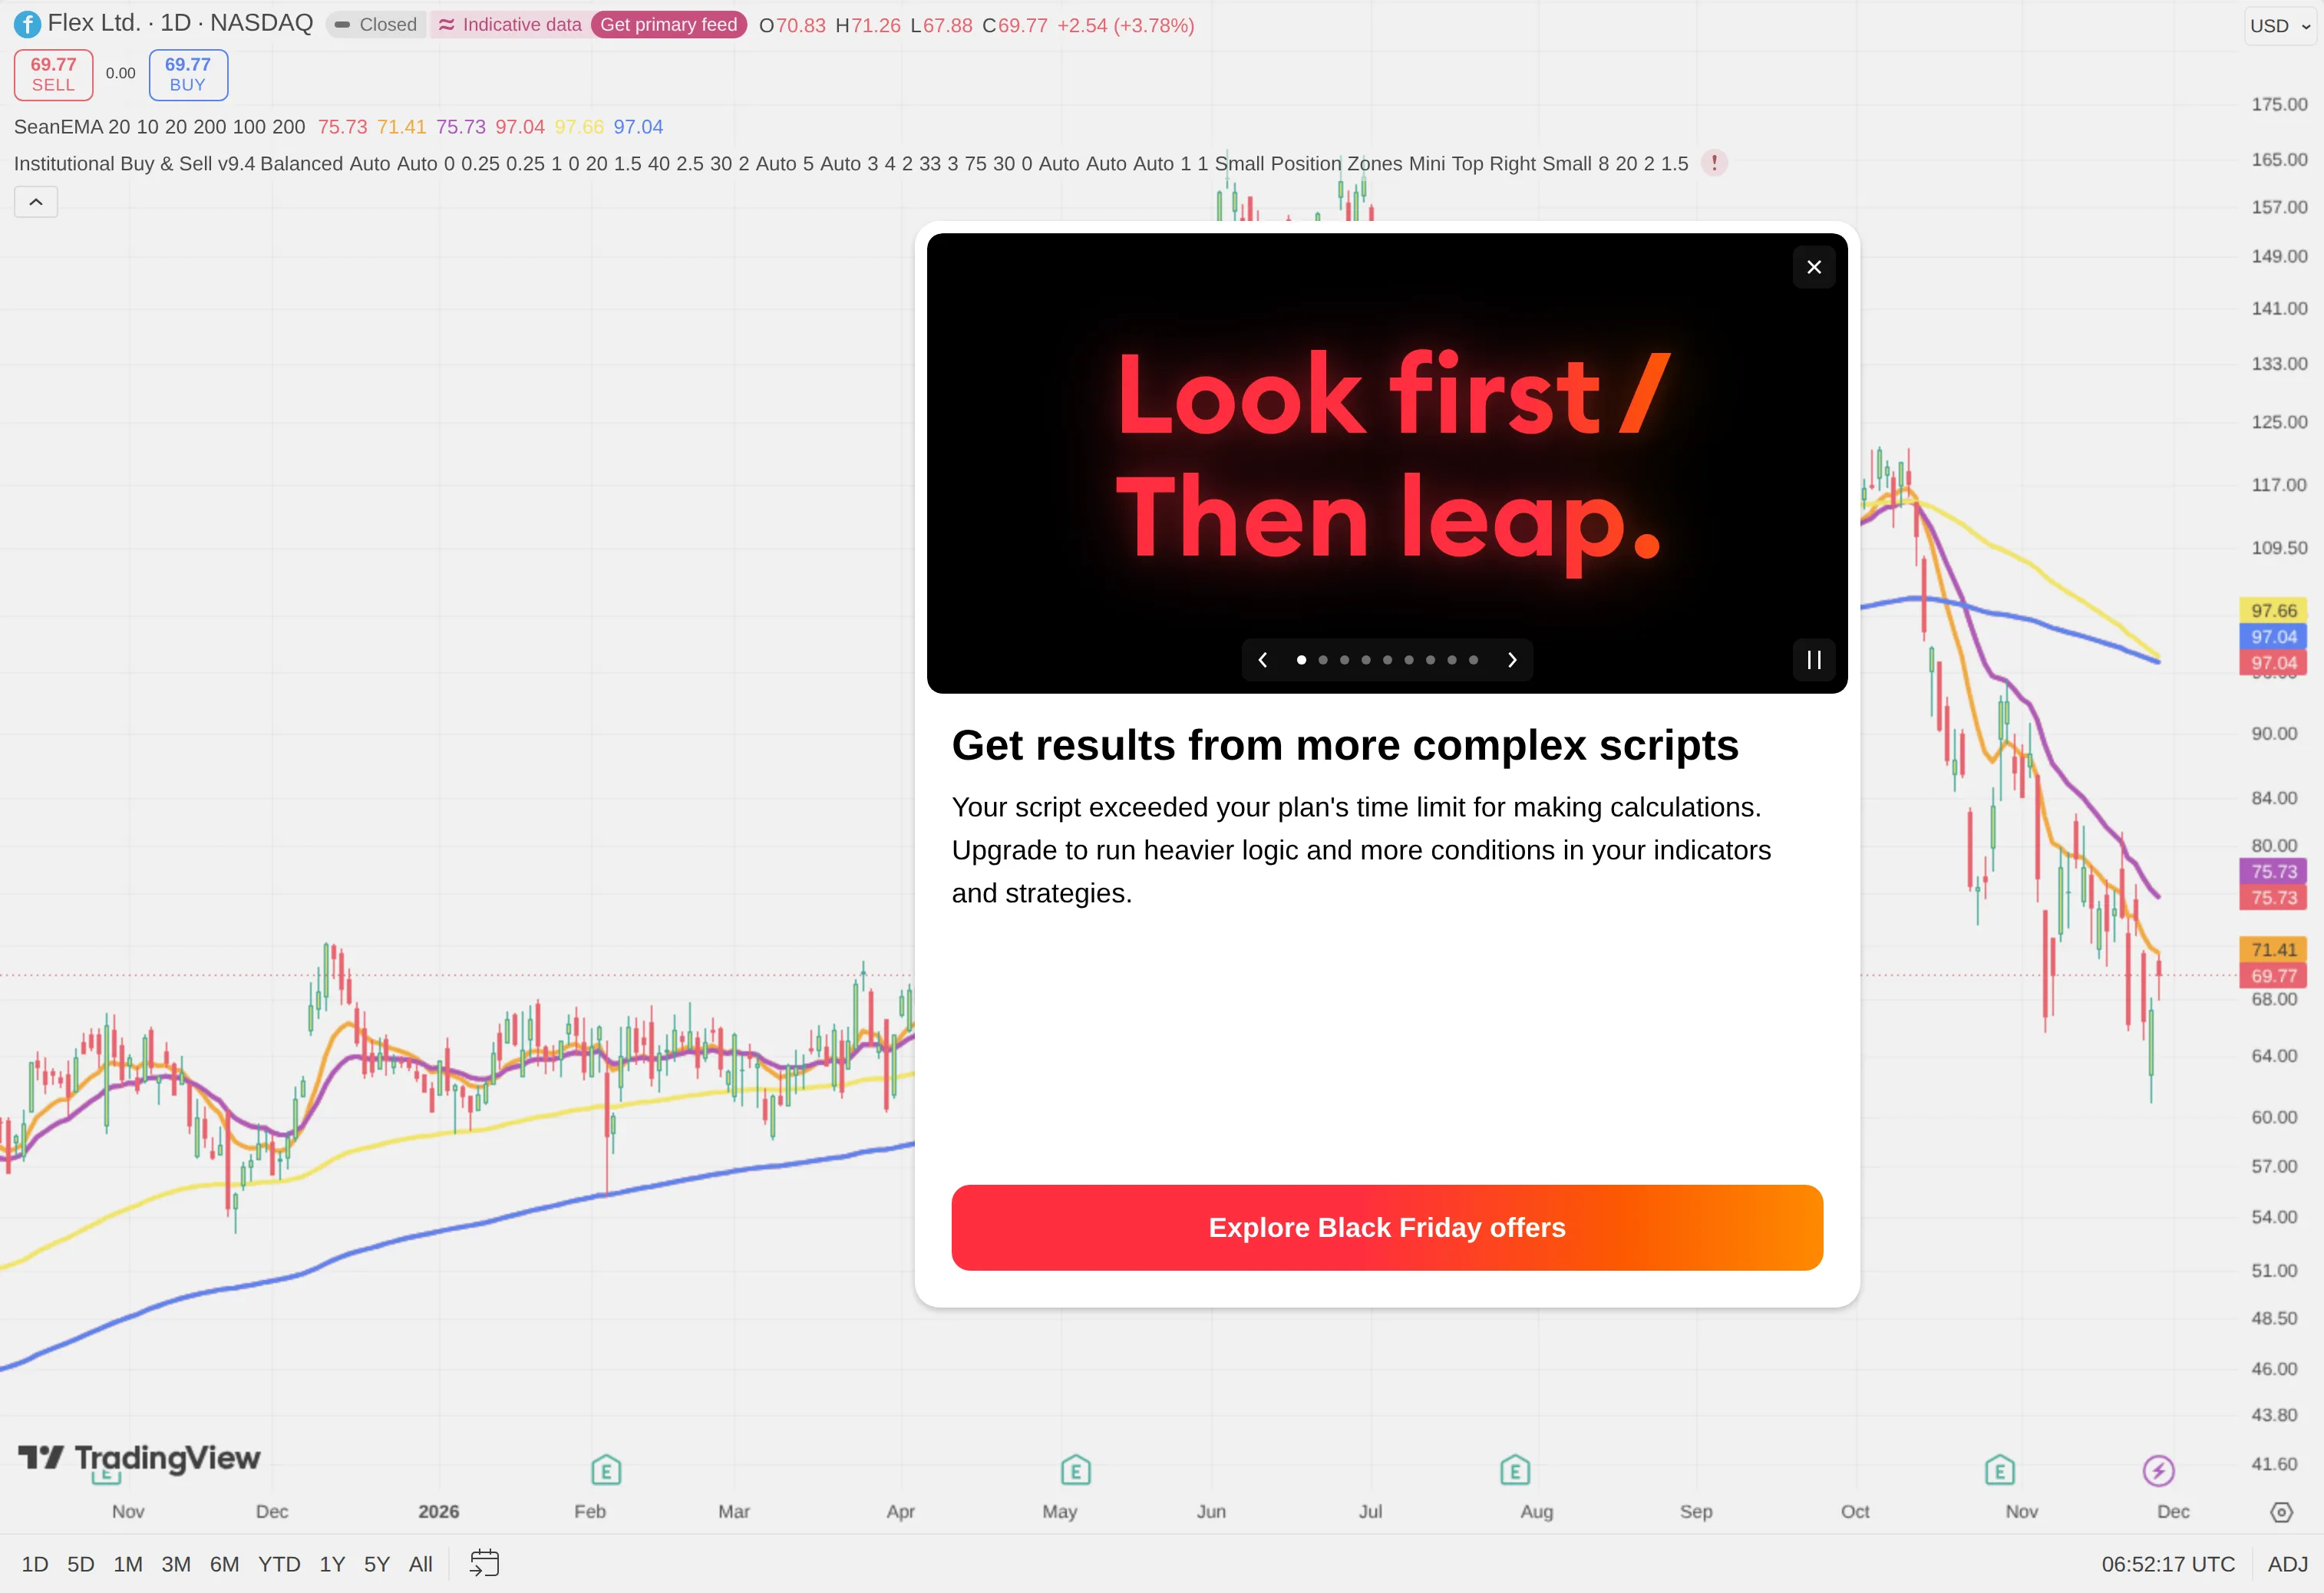 Flex Ltd. · 1D · NASDAQ Closed Indicative data Get primary feed O70.83 H71.26 L67.88 C69.77 +2.54 (+3.78%) USD
69.77 SELL 0.00 69.77 BUY
SeanEMA 20 10 20 200 100 200 75.73 71.41 75.73 97.04 97.66 97.04
Institutional Buy & Sell v9.4 Balanced Auto Auto 0 0.25 0.25 1 0 20 1.5 40 2.5 30 2 Auto 5 Auto 3 4 2 33 3 75 30 0 Auto Auto Auto 1 1 Small Position Zones Mini Top Right Small 8 20 2 1.5 !
Look first /
Then leap.
Get results from more complex scripts
Your script exceeded your plan's time limit for making calculations.
Upgrade to run heavier logic and more conditions in your indicators
and strategies.
Explore Black Friday offers
175.00
165.00
157.00
149.00
141.00
133.00
125.00
117.00
109.50
97.66
97.04
97.04
90.00
84.00
80.00
75.73
75.73
71.41
69.77
68.00
64.00
60.00
57.00
54.00
51.00
48.50
46.00
43.80
41.60
TradingView
E E E E E
Nov Dec 2026 Feb Mar Apr May Jun Jul Aug Sep Oct Nov Dec
1D 5D 1M 3M 6M YTD 1Y 5Y All 06:52:17 UTC ADJ